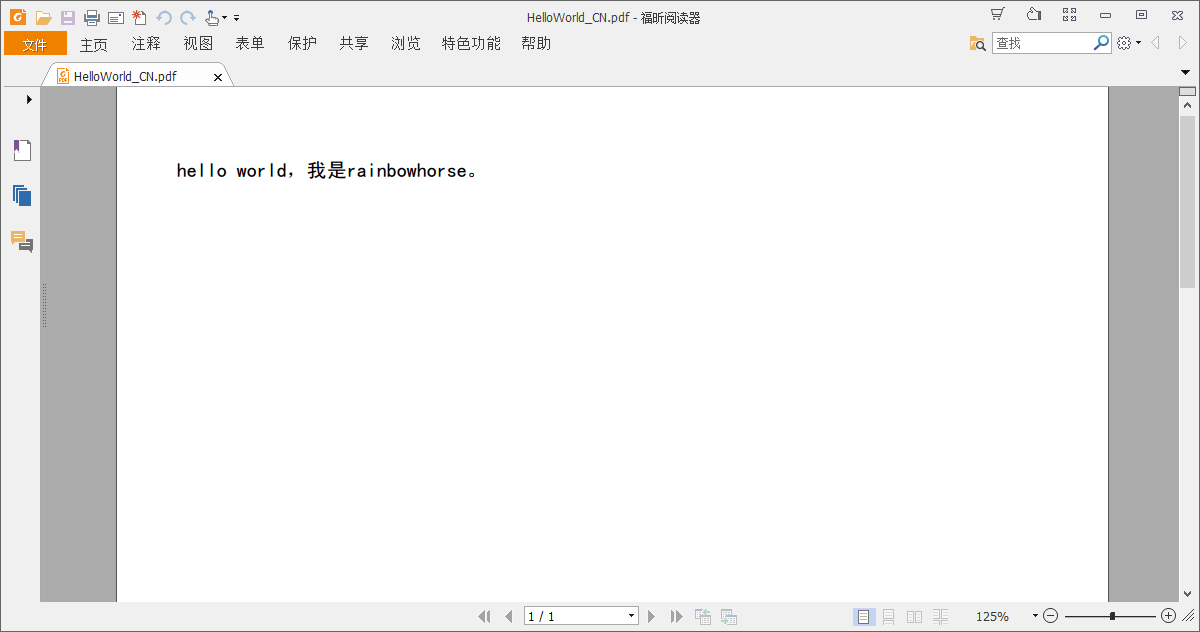 HelloWorld_CN.pdf - 福昕阅读器
文件 主页 注释 视图 表单 保护 共享 浏览 特色功能 帮助 查找
HelloWorld_CN.pdf
hello world，我是rainbowhorse。
1 / 1 125%